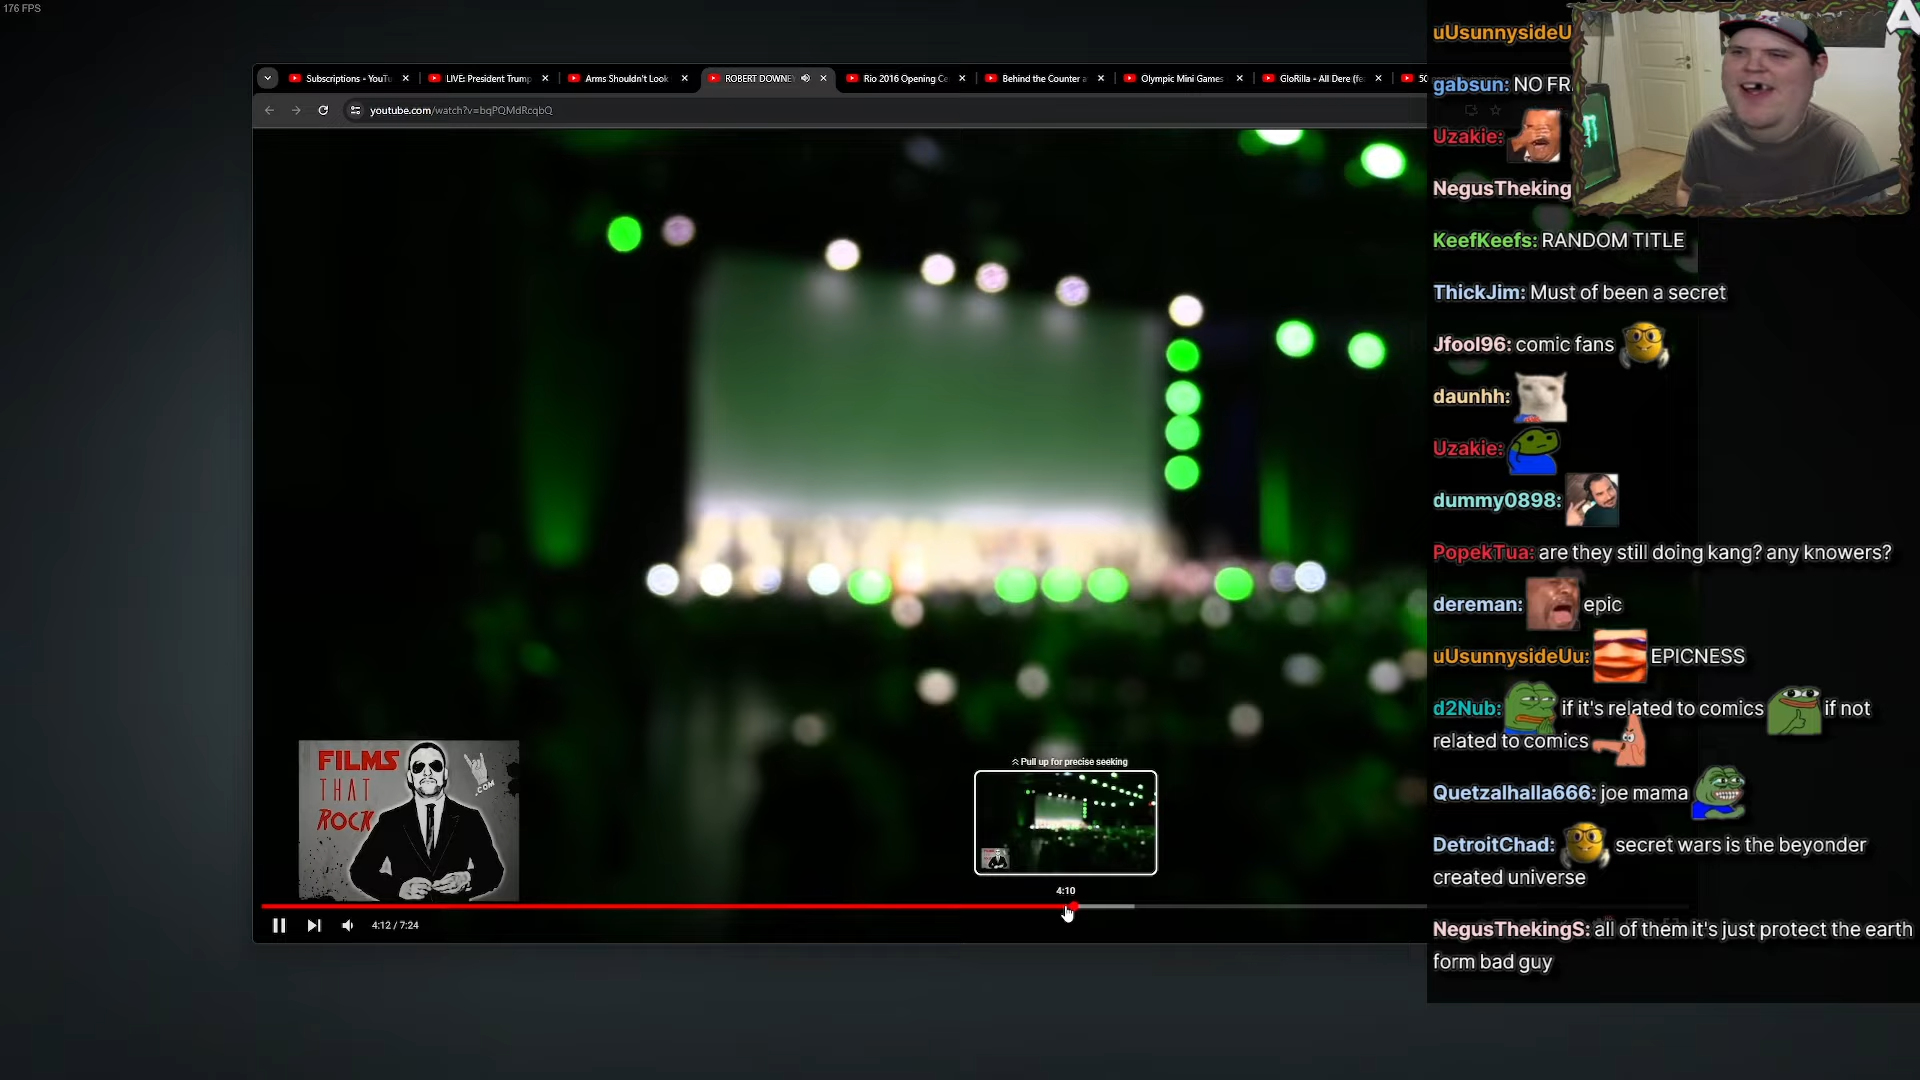 176 FPS
Subscriptions - YouTu
LIVE: President Trump
Arms Shouldn't Look
ROBERT DOWNE
Rio 2016 Opening Ce
Behind the Counter a
Olympic Mini Games
GloRilla - All Dere (fe
50
youtube.com/watch?v=bqPQMdRcqbQ
uUsunnysideU
gabsun: NO FR
Uzakie:
NegusTheking
KeefKeefs: RANDOM TITLE
ThickJim: Must of been a secret
Jfool96: comic fans
daunhh:
Uzakie:
dummy0898:
PopekTua: are they still doing kang? any knowers?
dereman: epic
uUsunnysideUu: EPICNESS
d2Nub: if it's related to comics if not
related to comics
Quetzalhalla666: joe mama
DetroitChad: secret wars is the beyonder
created universe
NegusThekingS: all of them it's just protect the earth
form bad guy
FILMS
THAT
ROCK
.COM
Pull up for precise seeking
4:10
4:12 / 7:24